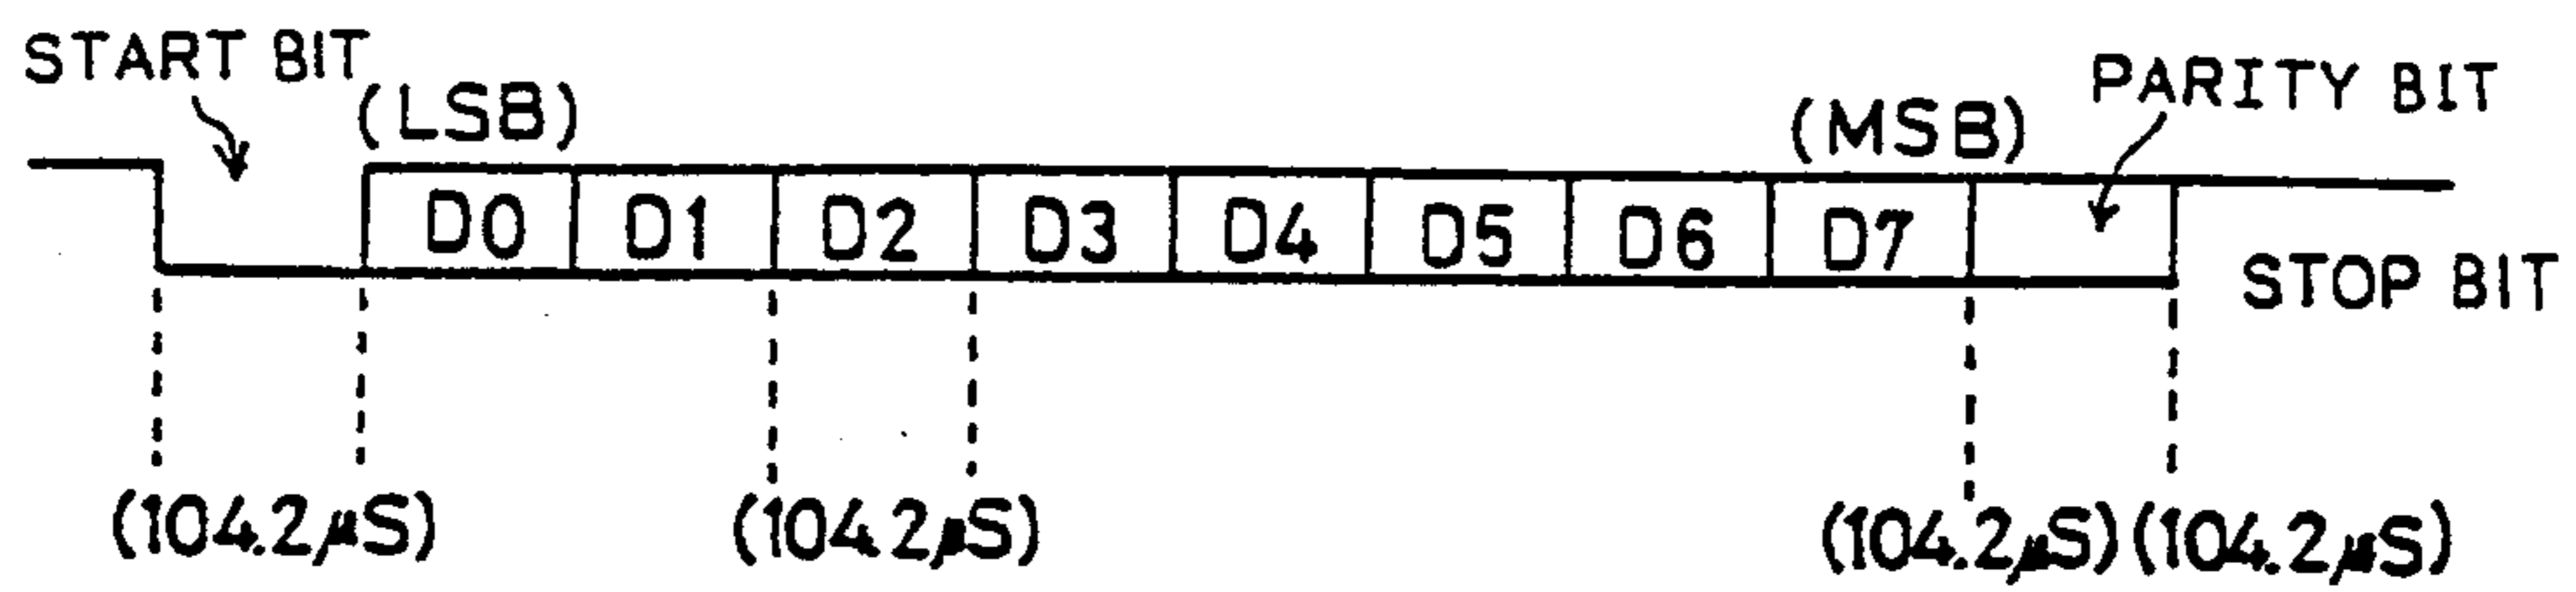 START BIT
(LSB)
(MSB)
PARITY BIT
D0 D1 D2 D3 D4 D5 D6 D7
STOP BIT
(104.2μS) (104.2μS) (104.2μS) (104.2μS)